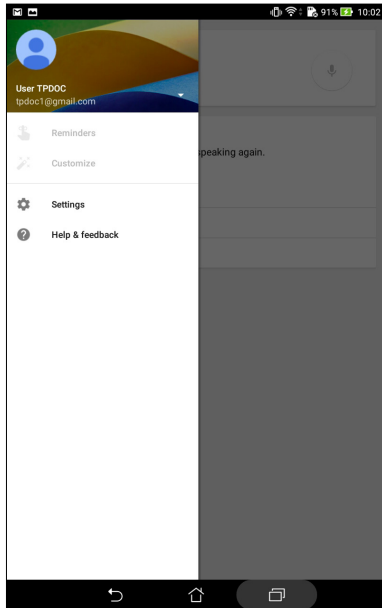 91% 10:02
User TPDOC
tpdoc1@gmail.com
Reminders
Customize
speaking again.
Settings
Help & feedback